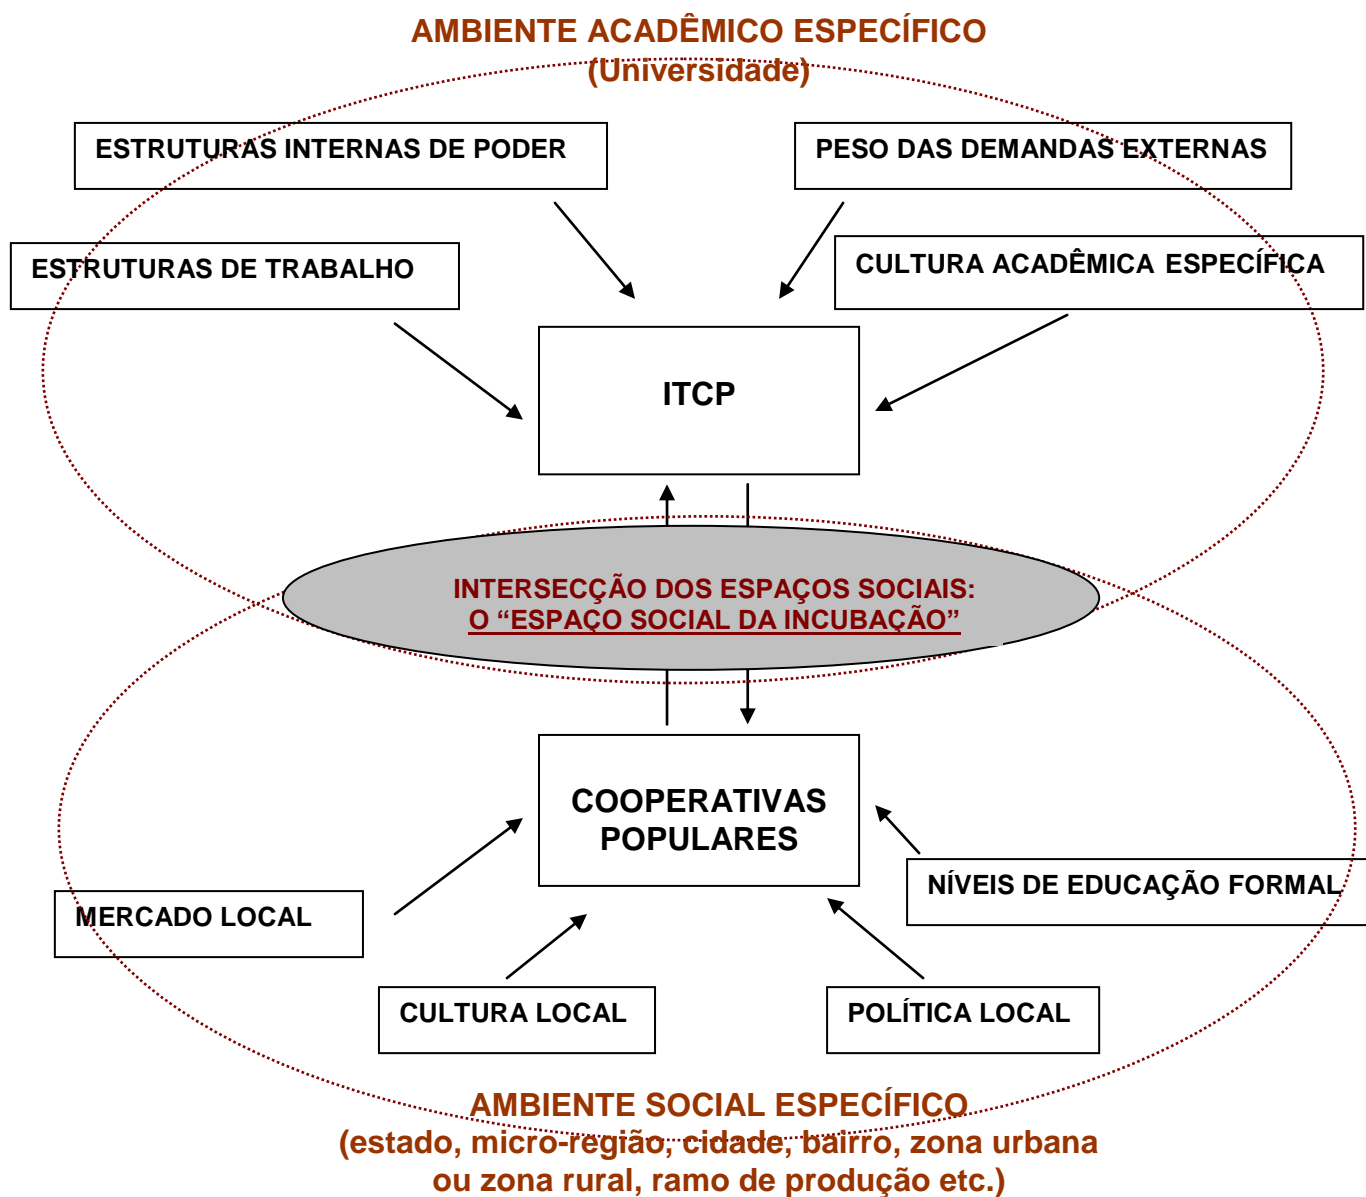 AMBIENTE ACADÊMICO ESPECÍFICO
(Universidade)
ESTRUTURAS INTERNAS DE PODER
PESO DAS DEMANDAS EXTERNAS
ESTRUTURAS DE TRABALHO
CULTURA ACADÊMICA ESPECÍFICA
ITCP
INTERSECÇÃO DOS ESPAÇOS SOCIAIS:
O “ESPAÇO SOCIAL DA INCUBAÇÃO”
COOPERATIVAS
POPULARES
NÍVEIS DE EDUCAÇÃO FORMAL
MERCADO LOCAL
CULTURA LOCAL
POLÍTICA LOCAL
AMBIENTE SOCIAL ESPECÍFICO
(estado, micro-região, cidade, bairro, zona urbana
ou zona rural, ramo de produção etc.)